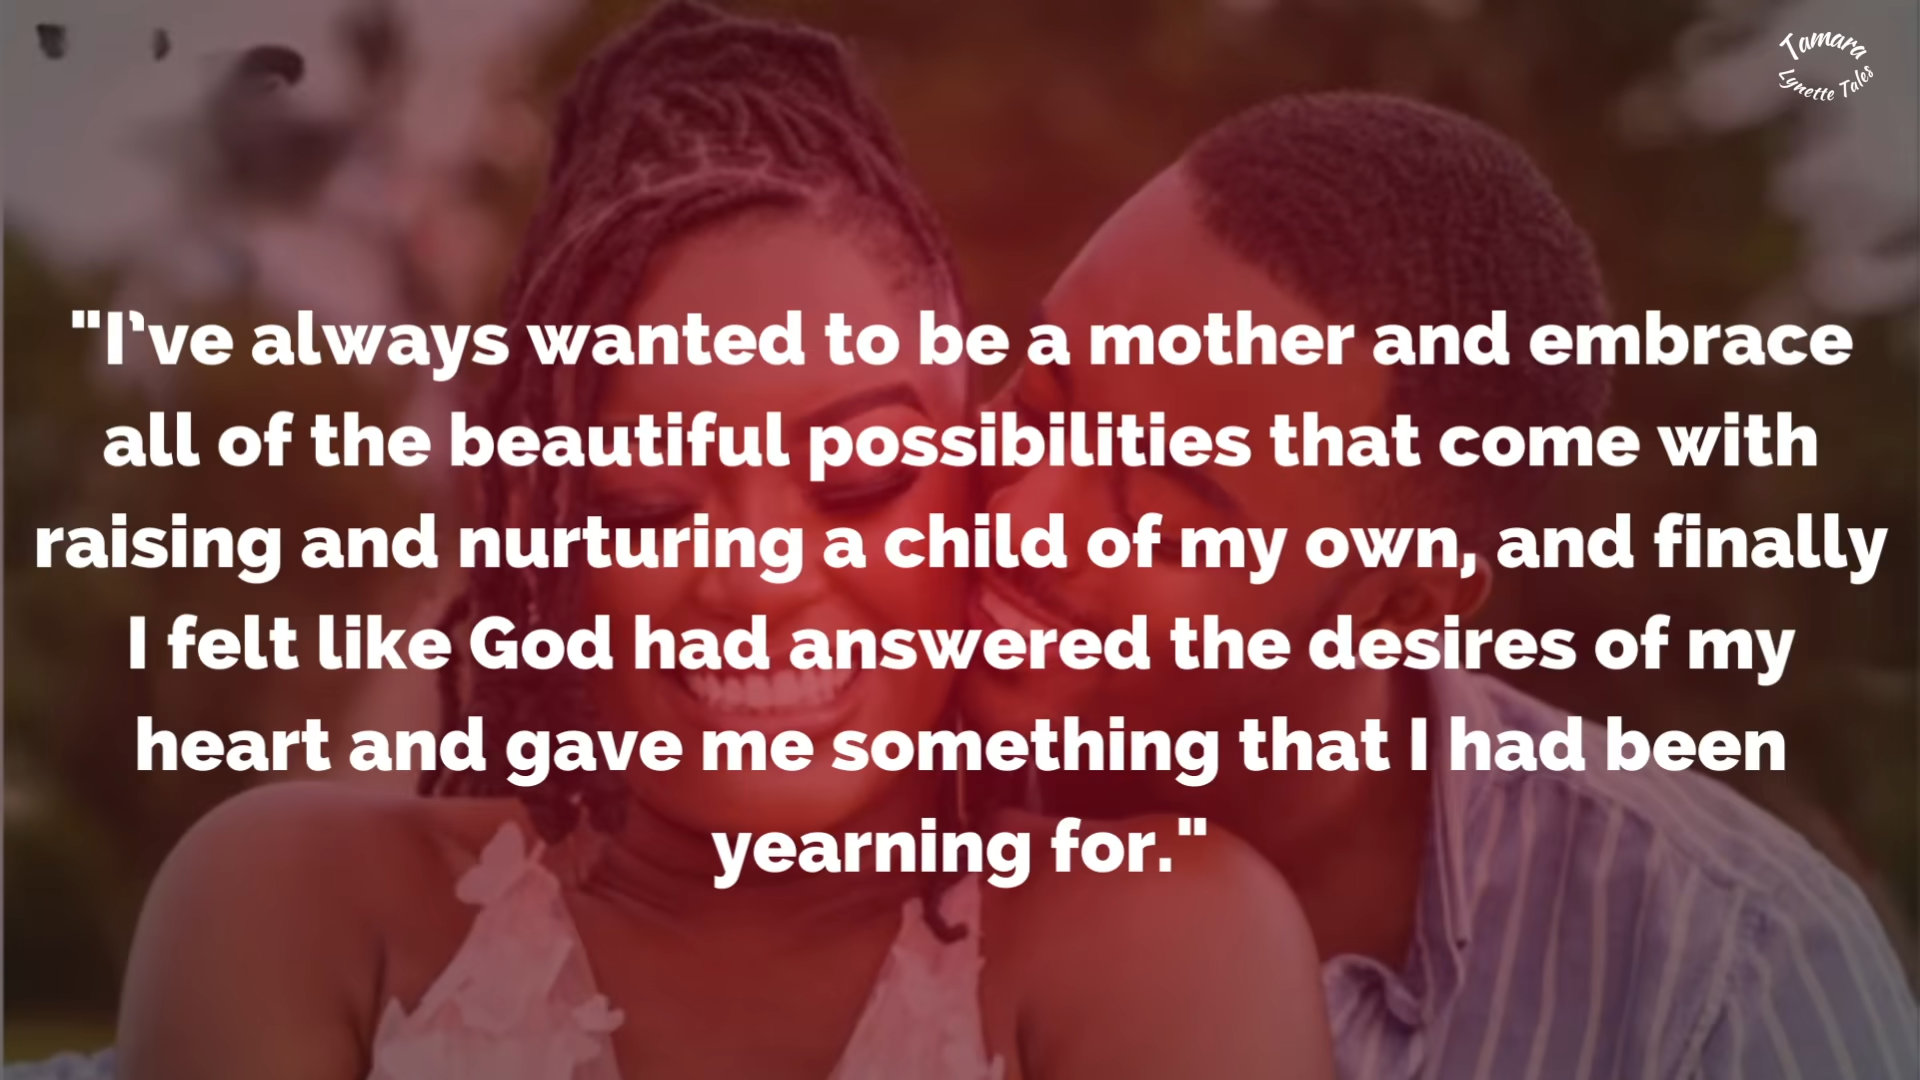 Tamara
Lynette Tales
"I've always wanted to be a mother and embrace
all of the beautiful possibilities that come with
raising and nurturing a child of my own, and finally
I felt like God had answered the desires of my
heart and gave me something that I had been
yearning for."